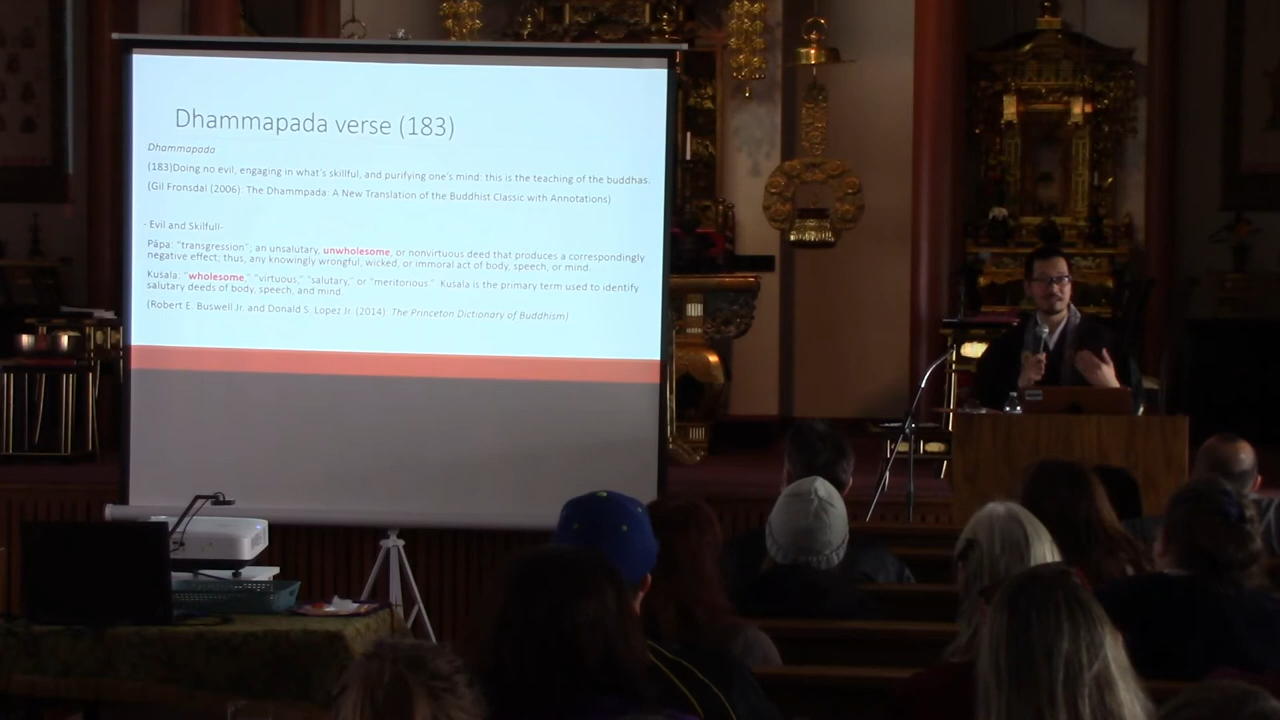 Dhammapada verse (183)
Dhammapada
(183)Doing no evil, engaging in what's skillful, and purifying one's mind: this is the teaching of the buddhas.
(Gil Fronsdal (2006): The Dhammpada: A New Translation of the Buddhist Classic with Annotations)
- Evil and Skilfull-
Pāpa: "transgression"; an unsalutary, unwholesome, or nonvirtuous deed that produces a correspondingly
negative effect; thus, any knowingly wrongful, wicked, or immoral act of body, speech, or mind.
Kusala: "wholesome," "virtuous," "salutary," or "meritorious." Kusala is the primary term used to identify
salutary deeds of body, speech, and mind.
(Robert E. Buswell Jr. and Donald S. Lopez Jr. (2014): The Princeton Dictionary of Buddhism)